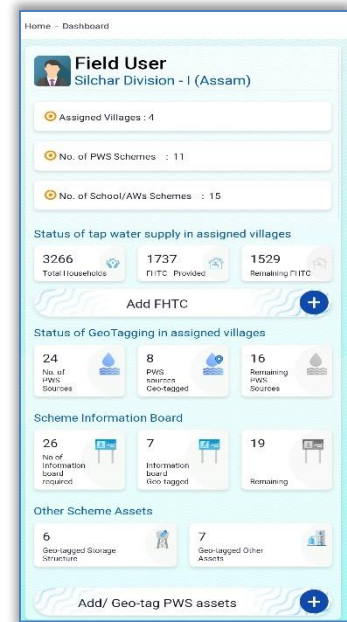 Home - Dashboard
Field User
Silchar Division - I (Assam)
Assigned Villages : 4
No. of PWS Schemes : 11
No. of School/AWs Schemes : 15
Status of tap water supply in assigned villages
3266
Total Households
1737
FHTC Provided
1529
Remaining FHTC
Add FHTC
Status of GeoTagging in assigned villages
24
No. of
PWS
Sources
8
PWS
sources
Geo-tagged
16
Remaining
PWS
Sources
Scheme Information Board
26
No of
Information
board
required
7
Information
board
Geo tagged
19
Remaining
Other Scheme Assets
6
Geo-tagged Storage
Structure
7
Geo-tagged Other
Assets
Add/ Geo-tag PWS assets